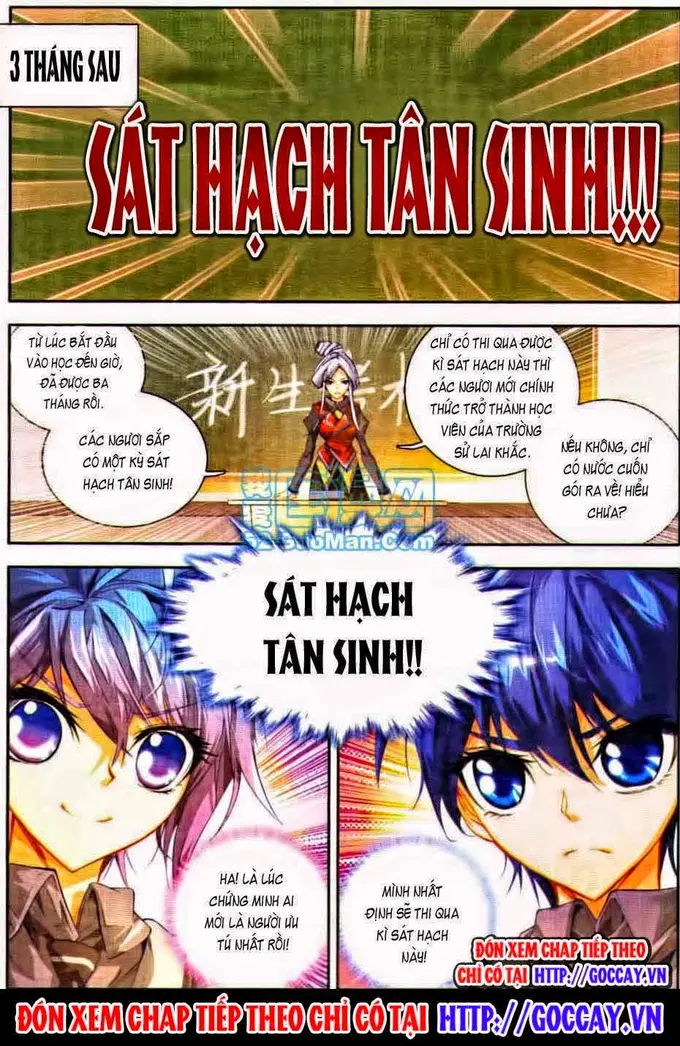 3 THÁNG SAU
SÁT HẠCH TÂN SINH!!!!
TỪ LÚC BẮT ĐẦU
VÀO HỌC ĐẾN GIỜ,
ĐÃ ĐƯỢC BA
THÁNG RỒI.
CÁC NGƯỜI SẮP
CÓ MỘT KỲ SÁT
HẠCH TÂN SINH!
CHỈ CÓ THI QUA ĐƯỢC
KÌ SÁT HẠCH NÀY THÌ
CÁC NGƯỜI MỚI CHÍNH
THỨC TRỞ THÀNH HỌC
VIÊN CỦA TRƯỜNG
SỬ LAI KHẮC.
NẾU KHÔNG, CHỈ
CÓ NƯỚC CUỐN
GÓI RA VỀ! HIỂU
CHƯA?
新生考核
SÁT HẠCH
TÂN SINH!!
HA! LÀ LÚC
CHỨNG MINH AI
MỚI LÀ NGƯỜI ƯU
TÚ NHẤT RỒI!
MÌNH NHẤT
ĐỊNH SẼ THI QUA
KÌ SÁT HẠCH
NÀY!
ĐÓN XEM CHAP TIẾP THEO
CHỈ CÓ TẠI HTTP://GOCCAY.VN
ĐÓN XEM CHAP TIẾP THEO CHỈ CÓ TẠI HTTP://GOCCAY.VN